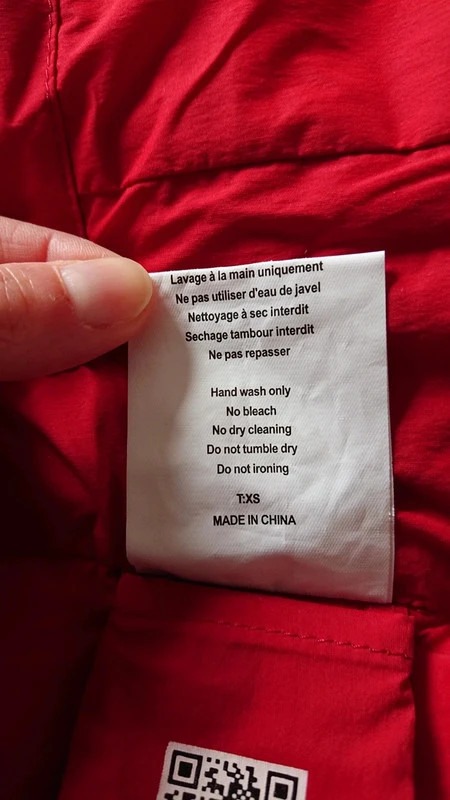 Lavage à la main uniquement
Ne pas utiliser d'eau de javel
Nettoyage à sec interdit
Sechage tambour interdit
Ne pas repasser
Hand wash only
No bleach
No dry cleaning
Do not tumble dry
Do not ironing
T:XS
MADE IN CHINA